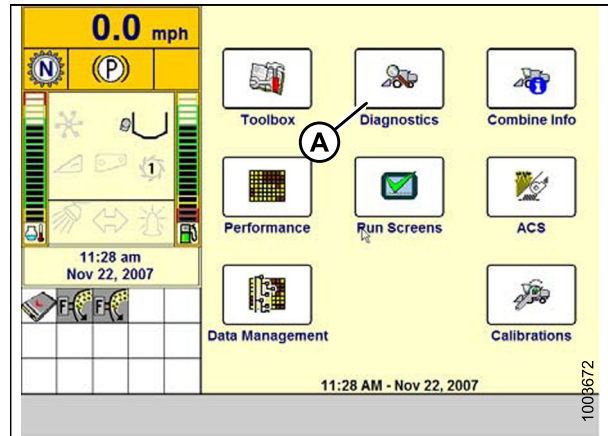 0.0 mph
N
(P)
1
11:28 am
Nov 22, 2007
F
F
Toolbox
Diagnostics
Combine Info
A
Performance
Run Screens
ACS
Data Management
Calibrations
11:28 AM - Nov 22, 2007
1003672